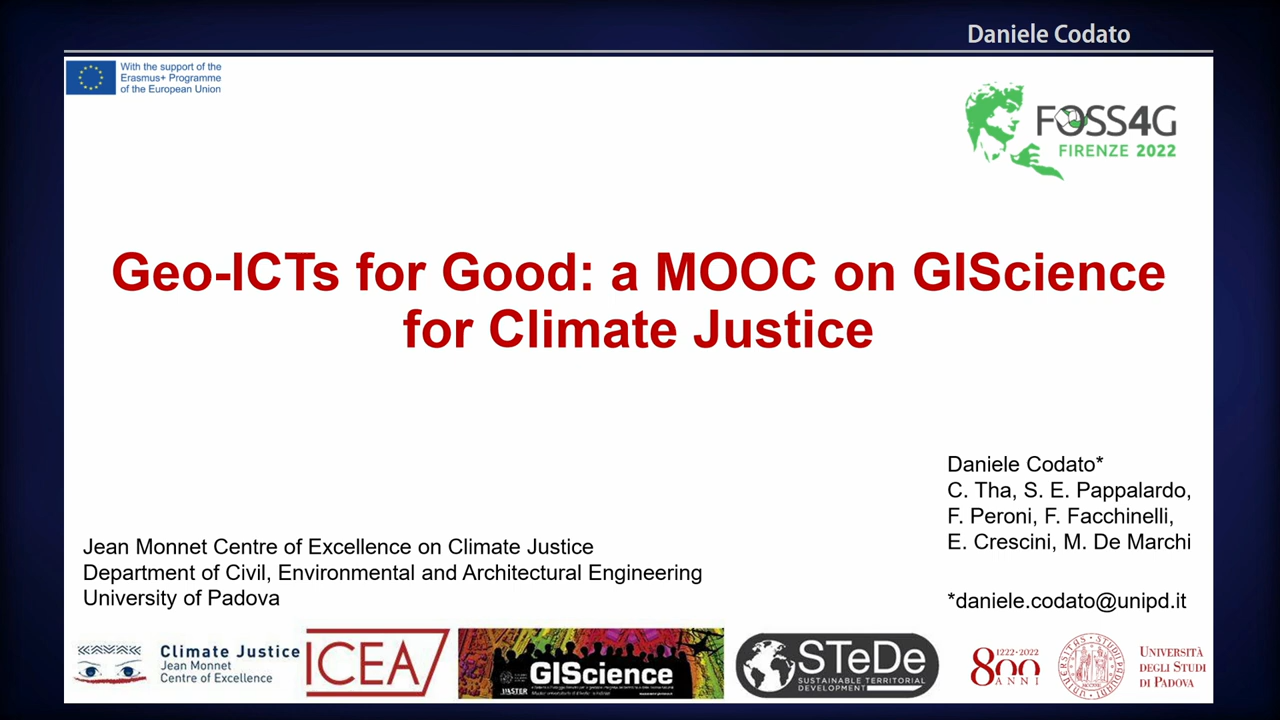 Daniele Codato
With the support of the
Erasmus+ Programme
of the European Union
FOSS4G
FIRENZE 2022
Geo-ICTs for Good: a MOOC on GIScience
for Climate Justice
Daniele Codato*
C. Tha, S. E. Pappalardo,
F. Peroni, F. Facchinelli,
E. Crescini, M. De Marchi
*daniele.codato@unipd.it
Jean Monnet Centre of Excellence on Climate Justice
Department of Civil, Environmental and Architectural Engineering
University of Padova
Climate Justice
Jean Monnet
Centre of Excellence
ICEA
GIScience
MASTER
STeDe
SUSTAINABLE TERRITORIAL
DEVELOPMENT
1222·2022
800
ANNI
UNIVERSITÀ
DEGLI STUDI
DI PADOVA